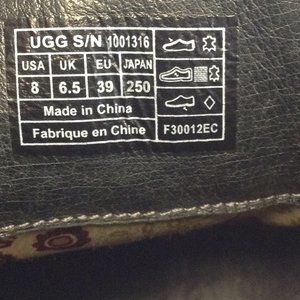 UGG S/N 1001316
USA UK EU JAPAN
8 6.5 39 250
Made in China
Fabrique en Chine
F30012EC